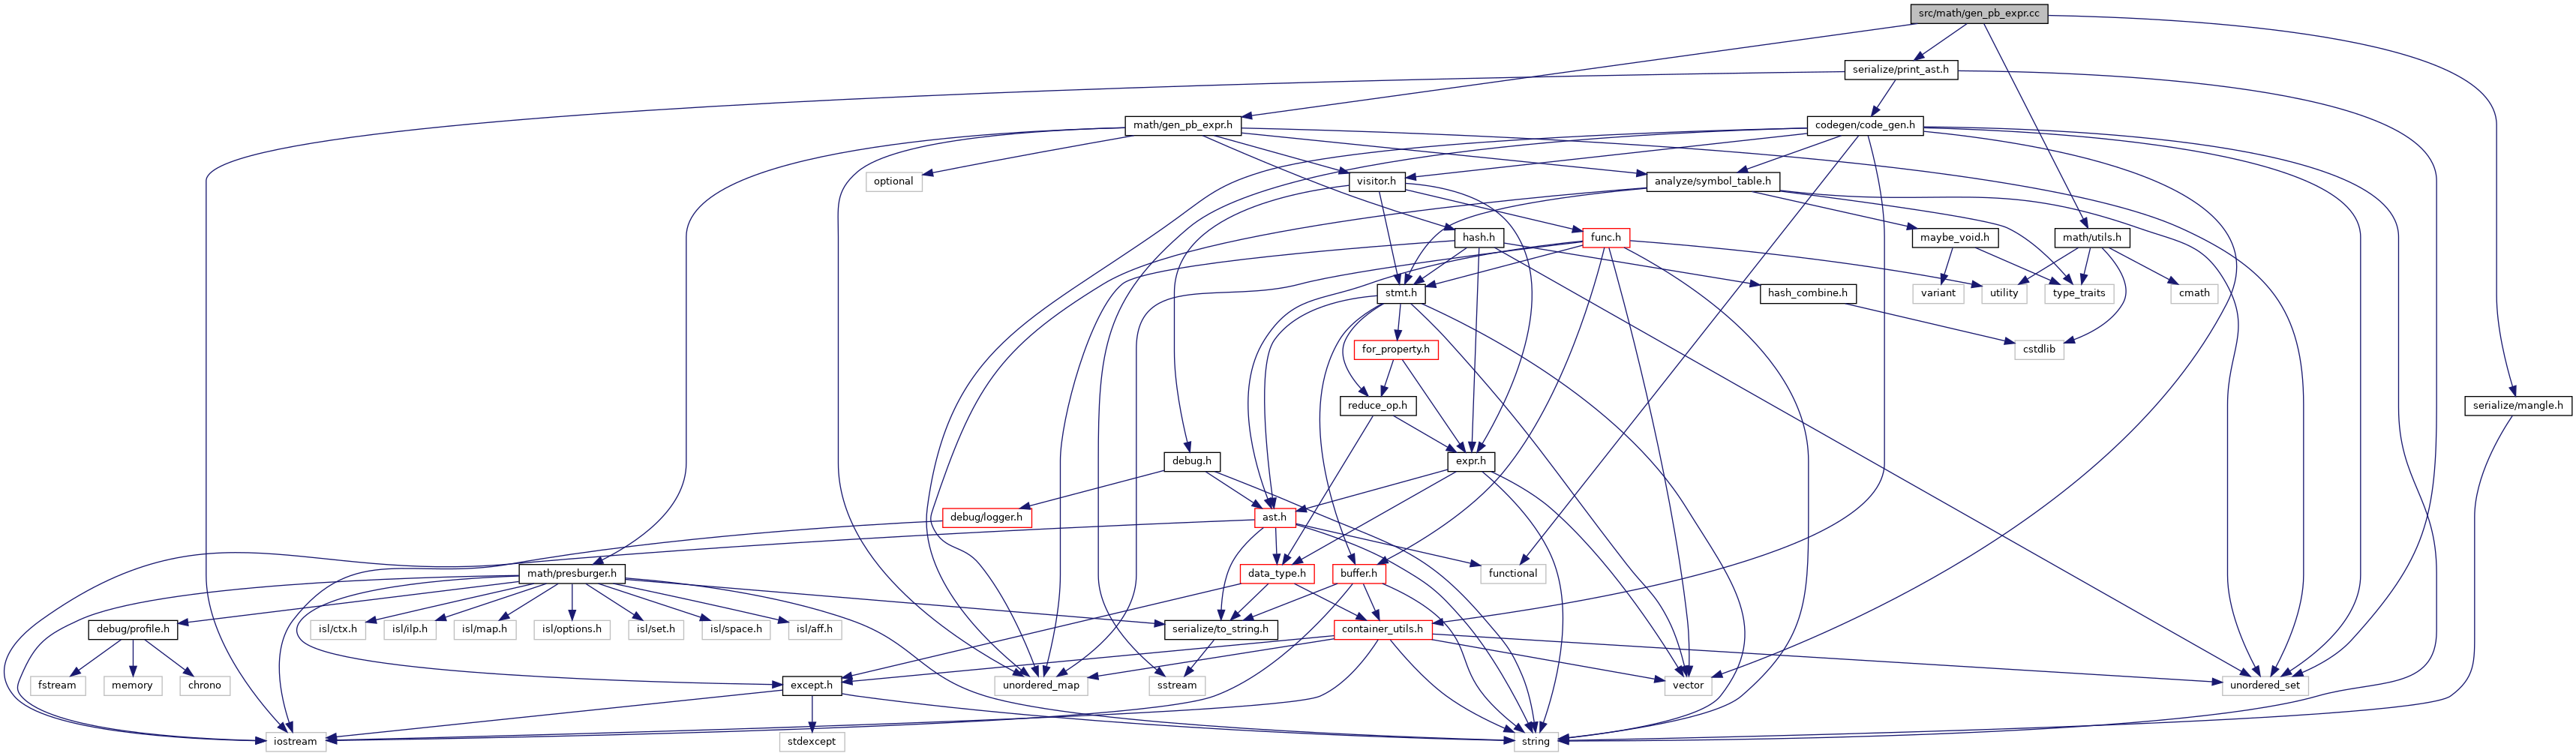 src/math/gen_pb_expr.cc
serialize/print_ast.h
math/gen_pb_expr.h
codegen/code_gen.h
optional
visitor.h
analyze/symbol_table.h
hash.h
func.h
maybe_void.h
math/utils.h
stmt.h
hash_combine.h
variant
utility
type_traits
cmath
for_property.h
cstdlib
reduce_op.h
serialize/mangle.h
debug.h
expr.h
debug/logger.h
ast.h
math/presburger.h
data_type.h
buffer.h
functional
debug/profile.h
isl/ctx.h
isl/ilp.h
isl/map.h
isl/options.h
isl/set.h
isl/space.h
isl/aff.h
serialize/to_string.h
container_utils.h
fstream
memory
chrono
except.h
unordered_map
sstream
vector
unordered_set
iostream
stdexcept
string